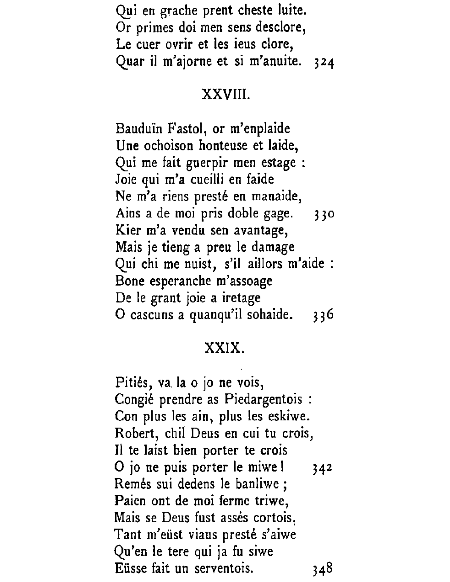 Qui en grache prent cheste luite.
Or primes doi men sens desclore,
Le cuer ovrir et les ieus clore,
Quar il m'ajorne et si m'anuite. 324
XXVIII.
Bauduïn Fastol, or m'enplaide
Une ochoison honteuse et laide,
Qui me fait guerpir men estage :
Joie qui m'a cueilli en faide
Ne m'a riens presté en manaide,
Ains a de moi pris doble gage. 330
Kier m'a vendu sen avantage,
Mais je tieng a preu le damage
Qui chi me nuist, s'il aillors m'aide :
Bone esperanche m'assoage
De le grant joie a iretage
O cascuns a quanqu'il sohaide. 336
XXIX.
Pitiés, va la o jo ne vois,
Congié prendre as Piedargentois :
Con plus les ain, plus les eskiwe.
Robert, chil Deus en cui tu crois,
Il te laist bien porter te crois
O jo ne puis porter le miwe ! 342
Remés sui dedens le banliwe ;
Paien ont de moi ferme triwe,
Mais se Deus fust assés cortois,
Tant m'eüst viaus presté s'aiwe
Qu'en le tere qui ja fu siwe
Eüsse fait un serventois. 348